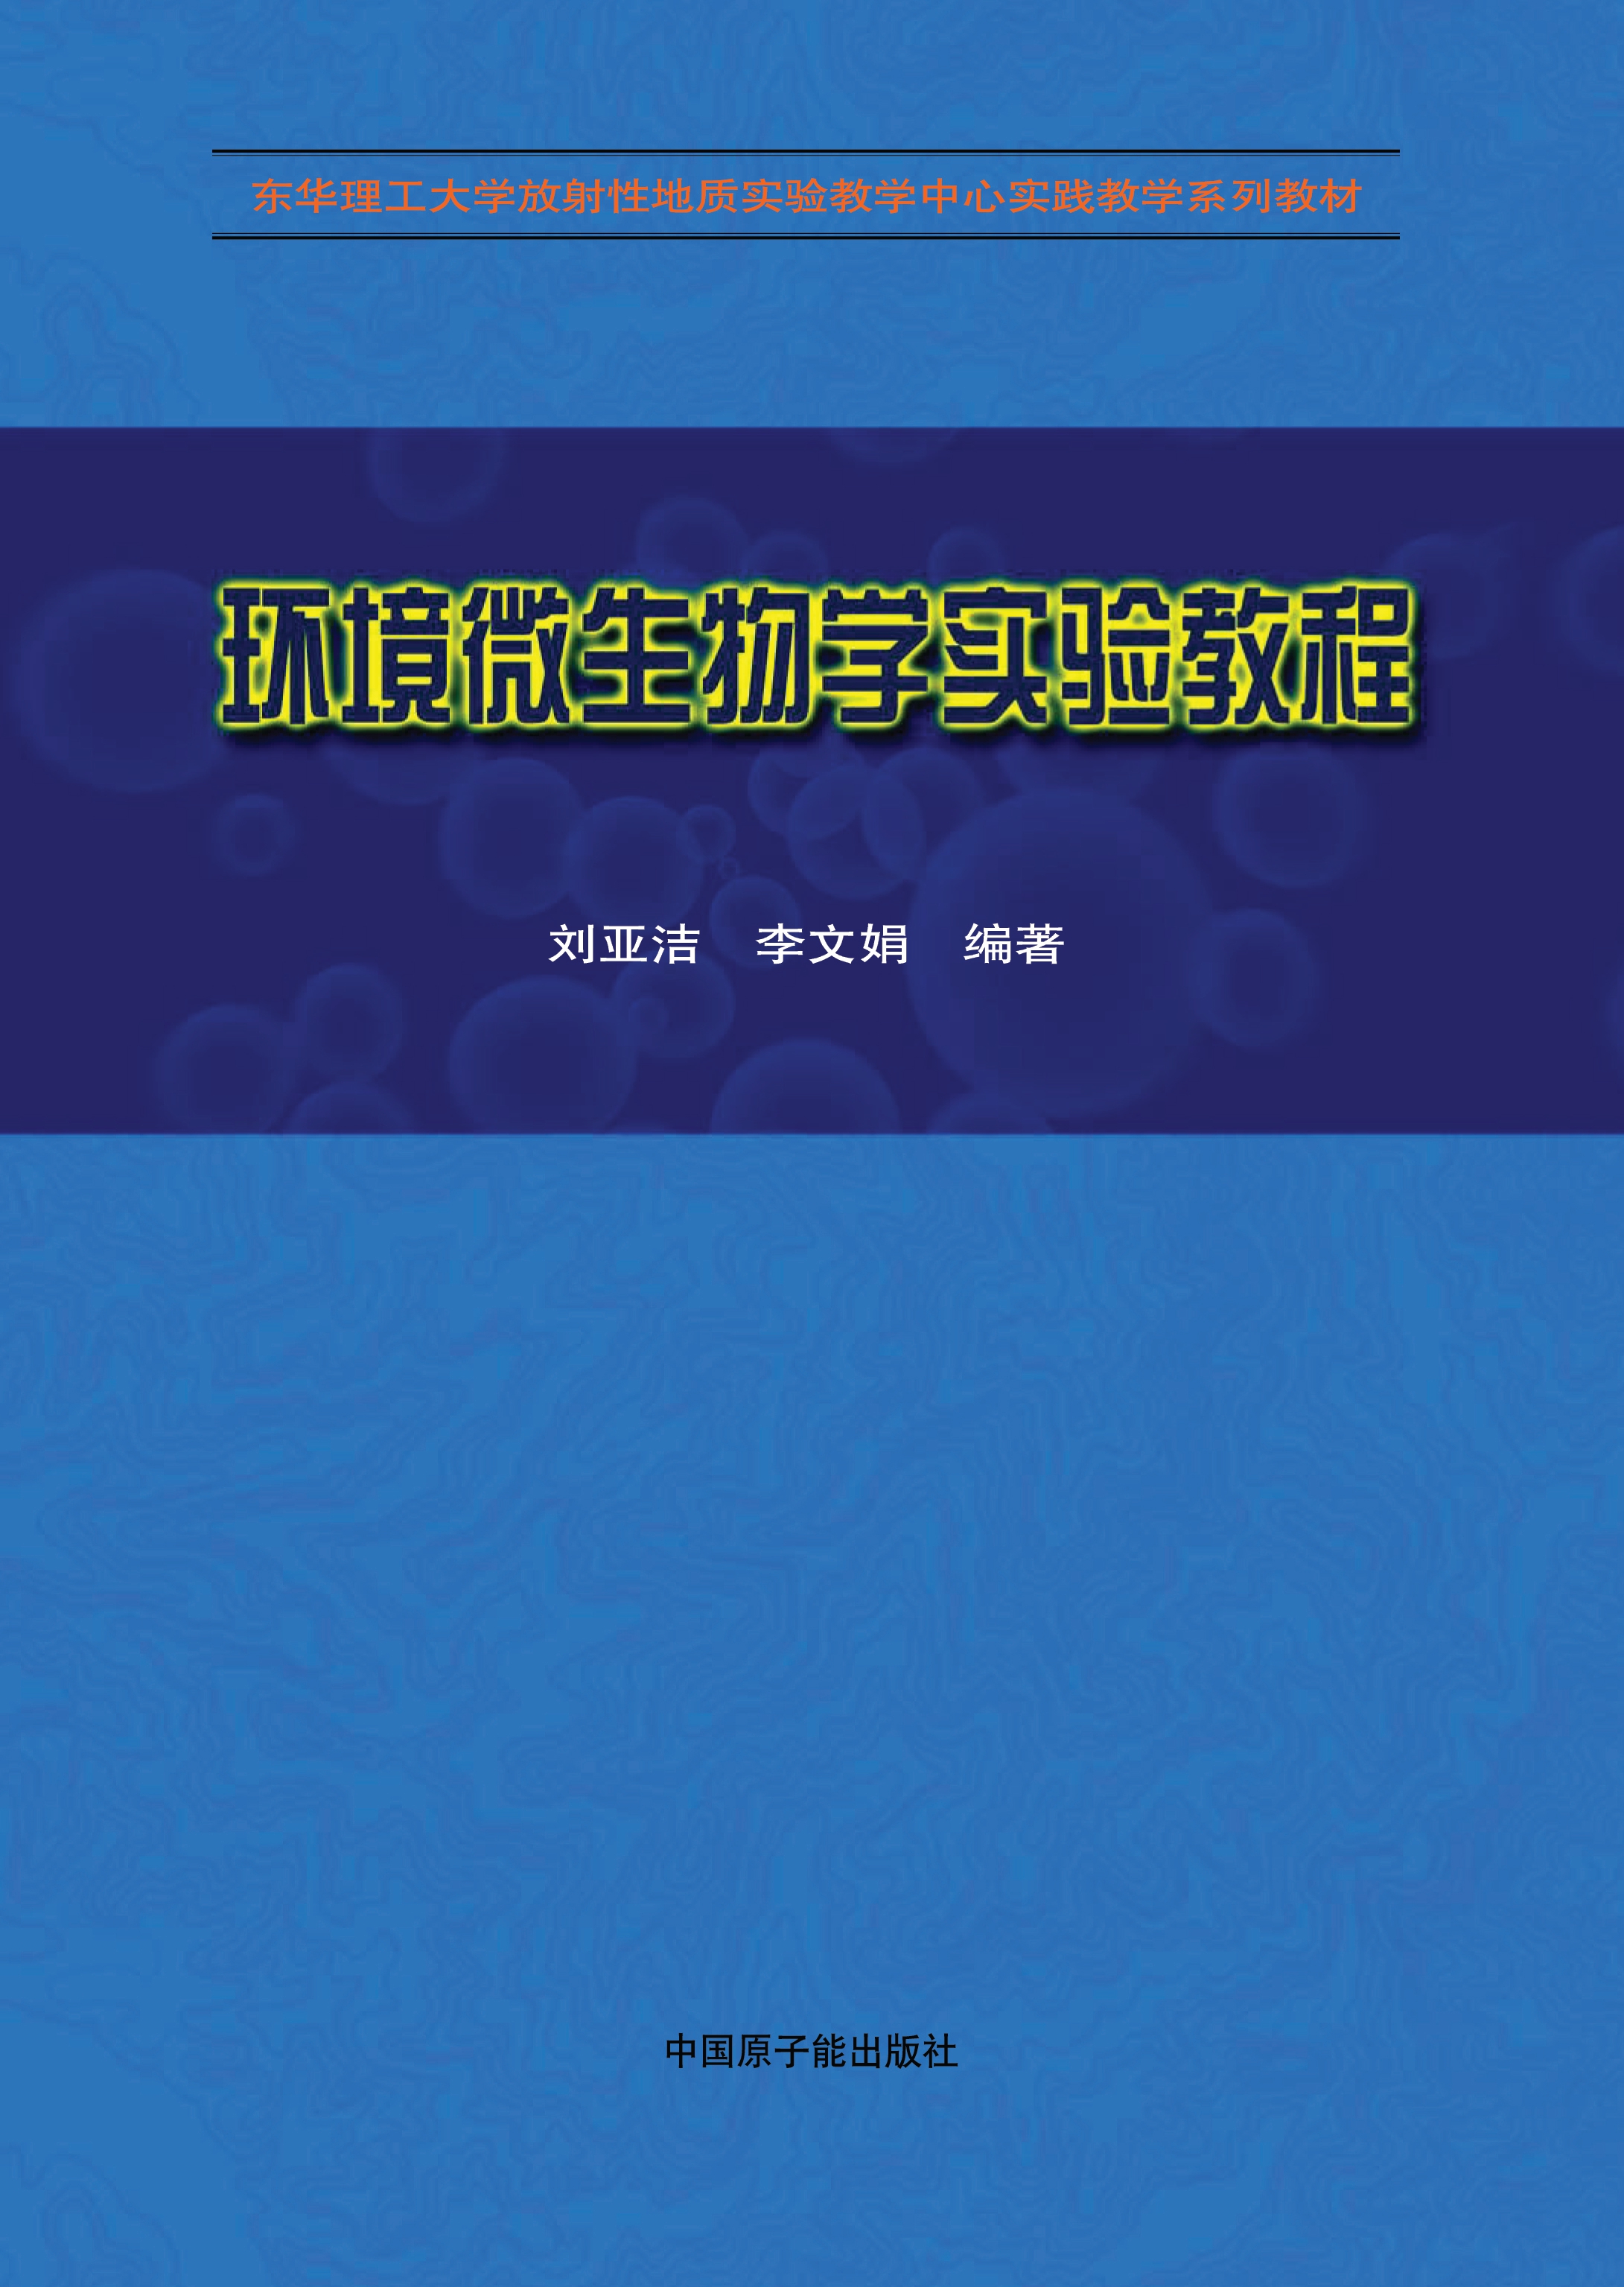 东华理工大学放射性地质实验教学中心实践教学系列教材
环境微生物学实验教程
刘亚洁 李文娟 编著
中国原子能出版社